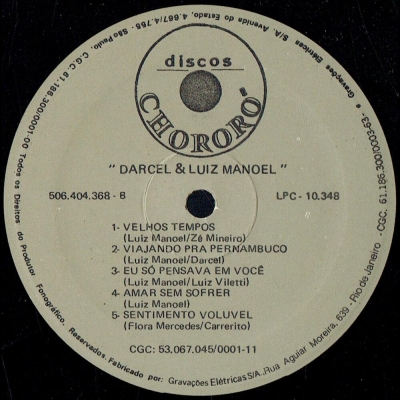 discos
CHORORÓ
" DARCEL & LUIZ MANOEL "
506.404.368 - B
LPC - 10.348
1- VELHOS TEMPOS
(Luiz Manoel/Zé Mineiro)
2- VIAJANDO PRA PERNAMBUCO
(Luiz Manoel/Darcel)
3- EU SÓ PENSAVA EM VOCÊ
(Luiz Manoel/Luiz Viletti)
4- AMAR SEM SOFRER
(Luiz Manoel)
5- SENTIMENTO VOLUVEL
(Flora Mercedes/Carrerito)
CGC: 53.067.045/0001-11
Todos os Direitos do Produtor Fonográfico. Reservados. Fabricado por: Gravações Elétricas S/A. Rua Aguiar Moreira, 639 - Rio de Janeiro - CGC. 61.186.300/0003-63 - e Gravações Elétricas S/A. Avenida do Estado, 4.667/4.755 - São Paulo. C.G.C. 61.186.300/0001-00